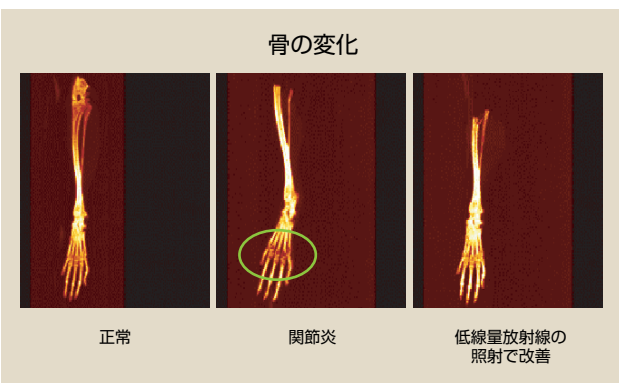 骨の変化
正常
関節炎
低線量放射線の
照射で改善